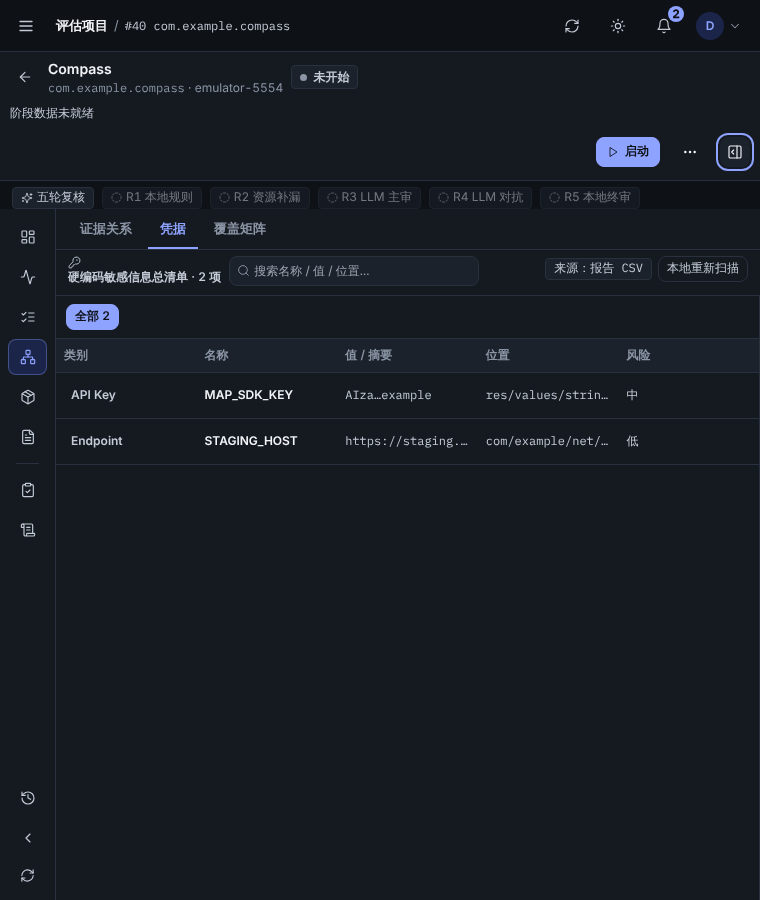 评估项目 / #40 com.example.compass
2
D
Compass
com.example.compass · emulator-5554
未开始
阶段数据未就绪
启动
五轮复核 R1 本地规则 R2 资源补漏 R3 LLM 主审 R4 LLM 对抗 R5 本地终审
证据关系 凭据 覆盖矩阵
硬编码敏感信息总清单 · 2 项
搜索名称 / 值 / 位置…
来源：报告 CSV
本地重新扫描
全部 2
类别 名称 值 / 摘要 位置 风险
API Key MAP_SDK_KEY AIza…example res/values/strin… 中
Endpoint STAGING_HOST https://staging.… com/example/net/… 低